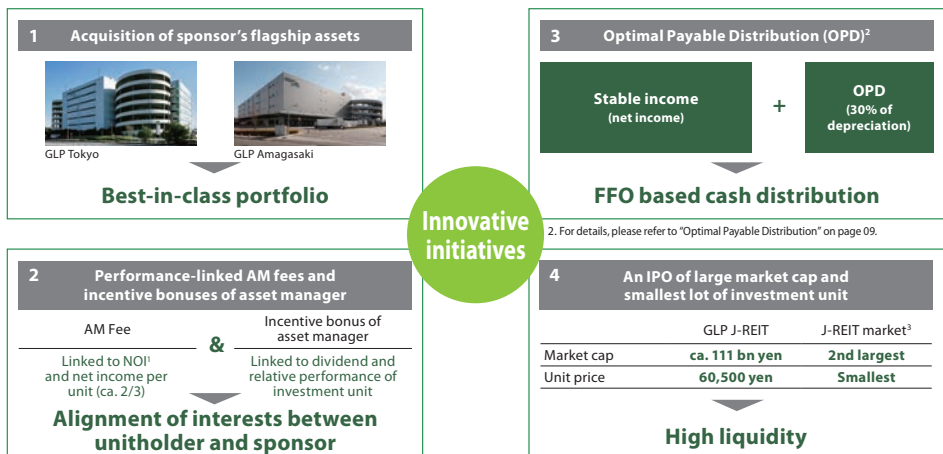 1 Acquisition of sponsor's flagship assets
GLP Tokyo
GLP Amagasaki
Best-in-class portfolio
2 Performance-linked AM fees and
incentive bonuses of asset manager
AM Fee
Linked to NOI¹
and net income per
unit (ca. 2/3)
&
Incentive bonus of
asset manager
Linked to dividend and
relative performance of
investment unit
Alignment of interests between
unitholder and sponsor
Innovative
initiatives
3 Optimal Payable Distribution (OPD)²
Stable income
(net income)
+
OPD
(30% of
depreciation)
FFO based cash distribution
2. For details, please refer to "Optimal Payable Distribution" on page 09.
4 An IPO of large market cap and
smallest lot of investment unit
GLP J-REIT J-REIT market³
Market cap ca. 111 bn yen 2nd largest
Unit price 60,500 yen Smallest
High liquidity